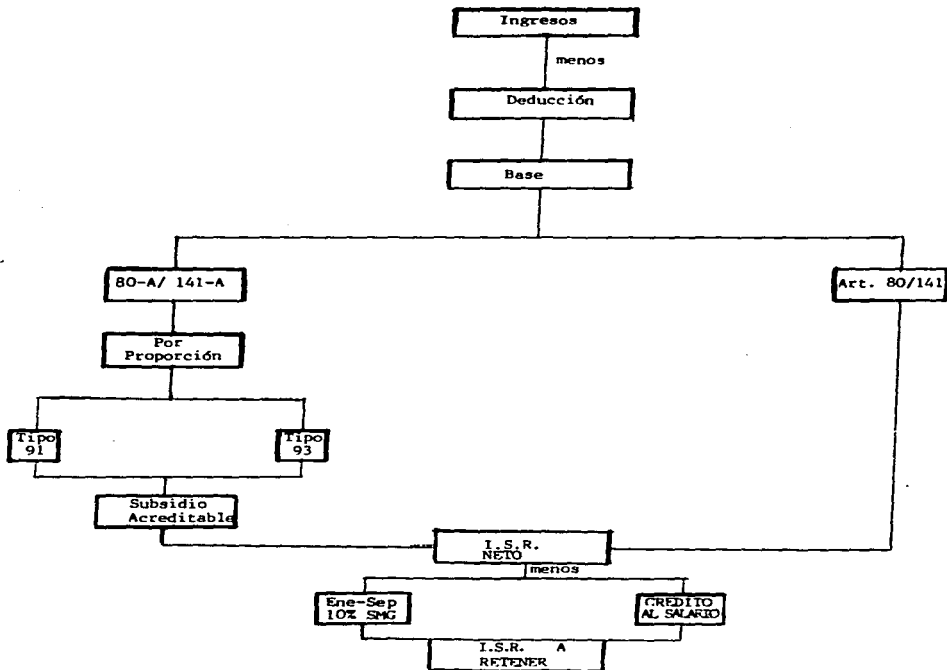 Ingresos
menos
Deducción
Base
80-A/ 141-A
Art. 80/141
Por
Proporción
Tipo
91
Tipo
93
Subsidio
Acreditable
I.S.R.
NETO
menos
Ene-Sep
10% SMG
CREDITO
AL SALARIO
I.S.R. A
RETENER